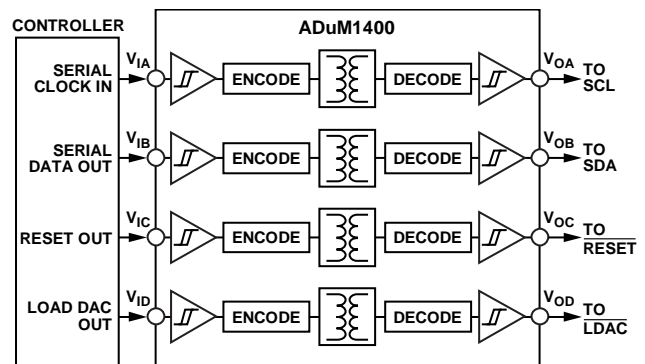 CONTROLLER
ADuM1400
SERIAL
CLOCK IN
VIA
ENCODE
DECODE
VOA
TO
SCL
SERIAL
DATA OUT
VIB
ENCODE
DECODE
VOB
TO
SDA
RESET OUT
VIC
ENCODE
DECODE
VOC
TO
RESET
LOAD DAC
OUT
VID
ENCODE
DECODE
VOD
TO
LDAC